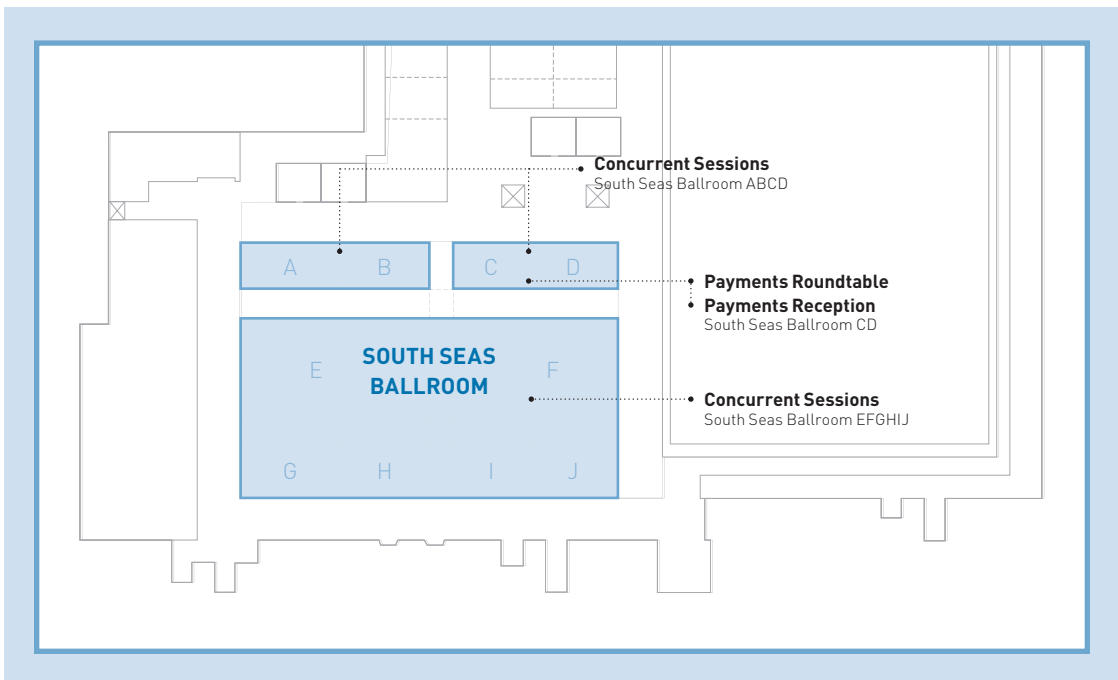 Concurrent Sessions
South Seas Ballroom ABCD
A B C D
Payments Roundtable
Payments Reception
South Seas Ballroom CD
SOUTH SEAS
BALLROOM
E F
Concurrent Sessions
South Seas Ballroom EFGHIJ
G H I J